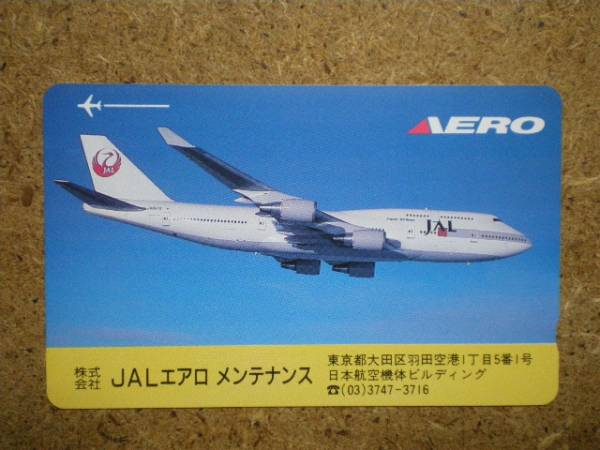 AERO
JAL
JAL
株式会社 JALエアロ メンテナンス
東京都大田区羽田空港1丁目5番1号
日本航空機体ビルディング
☎(03)3747-3716